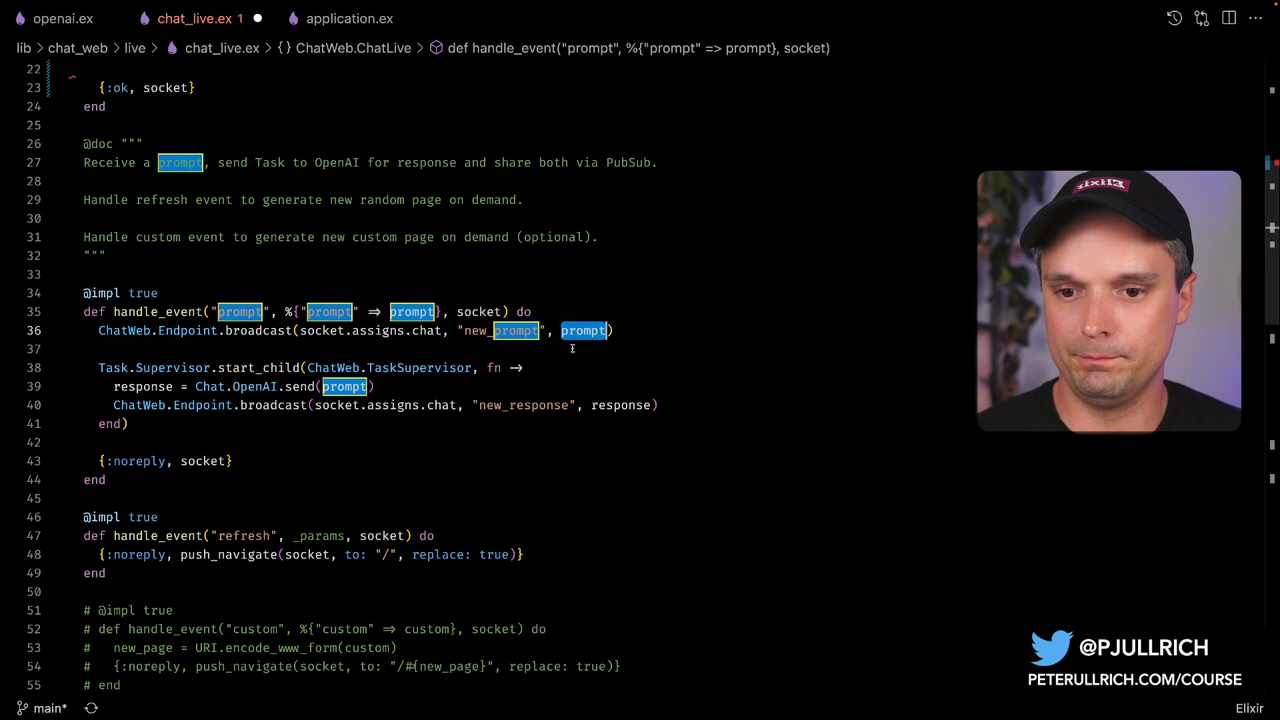 openai.ex
chat_live.ex 1
application.ex
lib > chat_web > live > chat_live.ex > {} ChatWeb.ChatLive > def handle_event("prompt", %{"prompt" => prompt}, socket)
22
23 {:ok, socket}
24 end
25
26 @doc """
27 Receive a prompt, send Task to OpenAI for response and share both via PubSub.
28
29 Handle refresh event to generate new random page on demand.
30
31 Handle custom event to generate new custom page on demand (optional).
32 """
33
34 @impl true
35 def handle_event("prompt", %{"prompt" => prompt}, socket) do
36 ChatWeb.Endpoint.broadcast(socket.assigns.chat, "new_prompt", prompt)
37
38 Task.Supervisor.start_child(ChatWeb.TaskSupervisor, fn ->
39 response = Chat.OpenAI.send(prompt)
40 ChatWeb.Endpoint.broadcast(socket.assigns.chat, "new_response", response)
41 end)
42
43 {:noreply, socket}
44 end
45
46 @impl true
47 def handle_event("refresh", _params, socket) do
48 {:noreply, push_navigate(socket, to: "/", replace: true)}
49 end
50
51 # @impl true
52 # def handle_event("custom", %{"custom" => custom}, socket) do
53 # new_page = URI.encode_www_form(custom)
54 # {:noreply, push_navigate(socket, to: "/#{new_page}", replace: true)}
55 # end
elixir
@PJULLRICH
PETERULLRICH.COM/COURSE
main*
Elixir